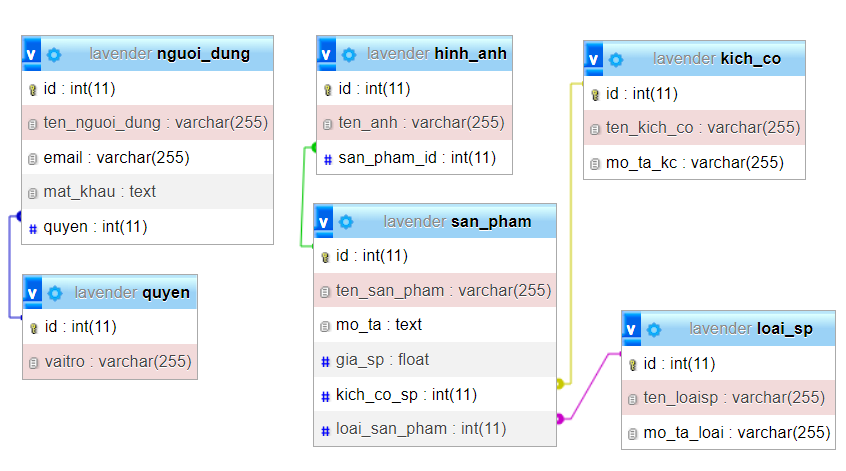 lavender nguoi_dung
id : int(11)
ten_nguoi_dung : varchar(255)
email : varchar(255)
mat_khau : text
# quyen : int(11)
lavender quyen
id : int(11)
vaitro : varchar(255)
lavender hinh_anh
id : int(11)
ten_anh : varchar(255)
# san_pham_id : int(11)
lavender san_pham
id : int(11)
ten_san_pham : varchar(255)
mo_ta : text
# gia_sp : float
# kich_co_sp : int(11)
# loai_san_pham : int(11)
lavender kich_co
id : int(11)
ten_kich_co : varchar(255)
mo_ta_kc : varchar(255)
lavender loai_sp
id : int(11)
ten_loaisp : varchar(255)
mo_ta_loai : varchar(255)